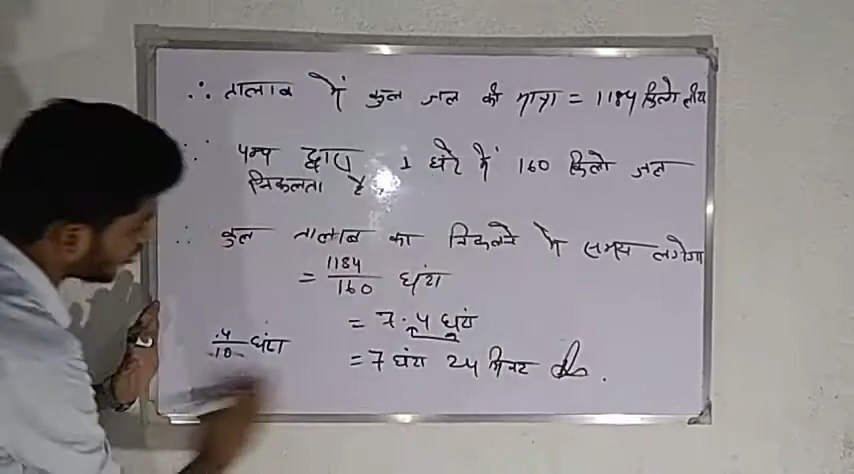 ∴ तालाब में कुल जल की मात्रा = 1184 किलो लीटर
∵ पम्प द्वारा 1 घंटे में 160 किलो जल
निकलता है
∴ कुल तालाब का निकलने में समय लगेगा
= 1184/160 घंटा
= 7.4 घंटे
.4/10 घंटा
= 7 घंटा 24 मिनट